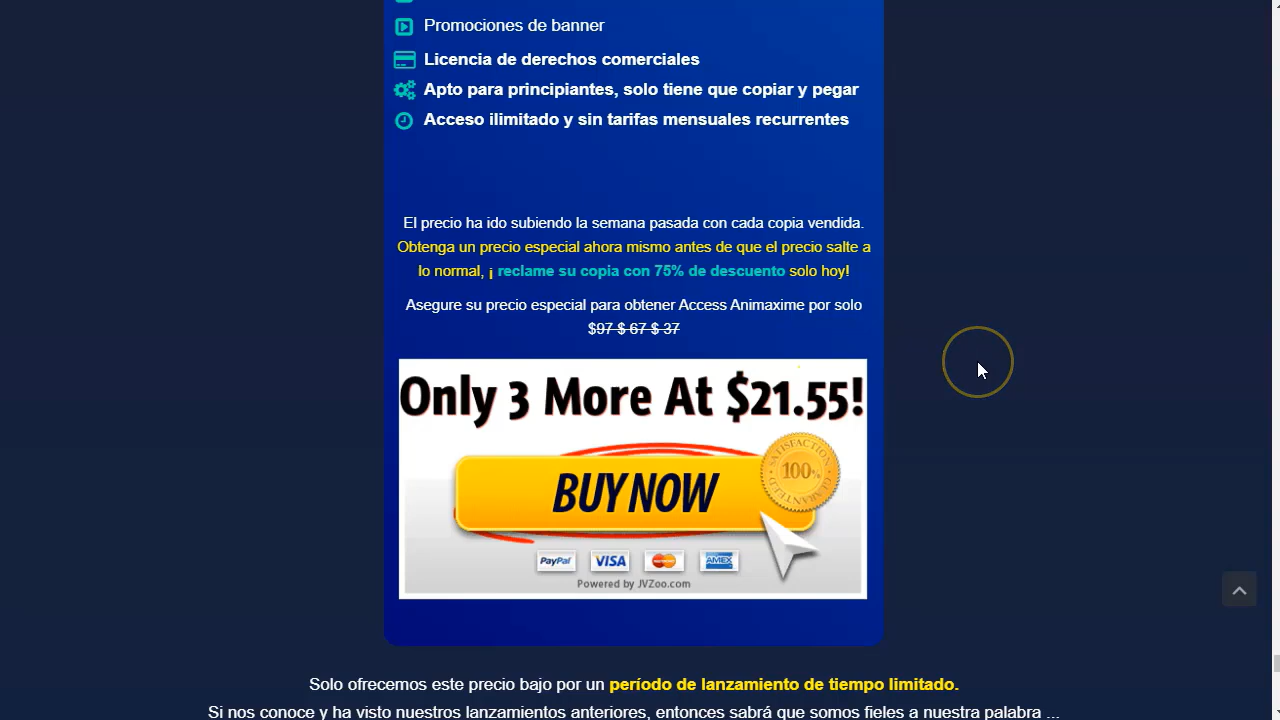 Promociones de banner
Licencia de derechos comerciales
Apto para principiantes, solo tiene que copiar y pegar
Acceso ilimitado y sin tarifas mensuales recurrentes
El precio ha ido subiendo la semana pasada con cada copia vendida.
Obtenga un precio especial ahora mismo antes de que el precio salte a
lo normal, ¡ reclame su copia con 75% de descuento solo hoy!
Asegure su precio especial para obtener Access Animaxime por solo
$97 $ 67 $ 37
Only 3 More At $21.55!
BUY NOW
SATISFACTION
100%
GUARANTEED
PayPal VISA MasterCard AMEX
Powered by JVZoo.com
Solo ofrecemos este precio bajo por un período de lanzamiento de tiempo limitado.
Si nos conoce y ha visto nuestros lanzamientos anteriores, entonces sabrá que somos fieles a nuestra palabra ...